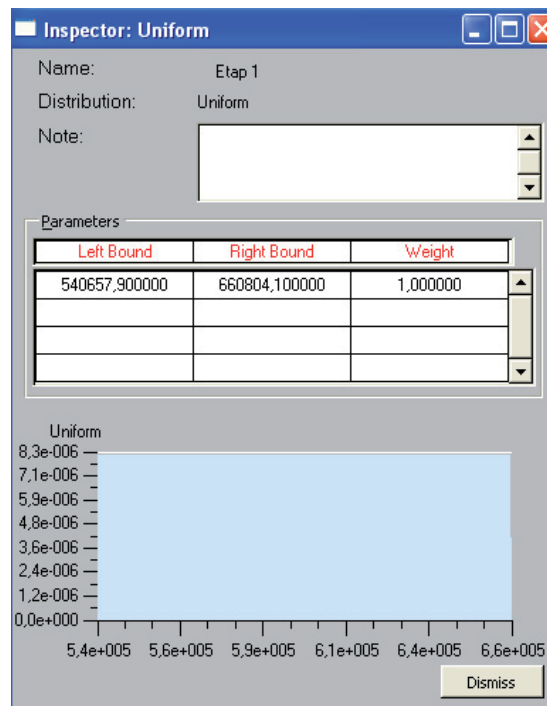 Inspector: Uniform
Name: Etap 1
Distribution: Uniform
Note:
Parameters
Left Bound Right Bound Weight
540657,900000 660804,100000 1,000000
Uniform
8,3e-006
7,1e-006
5,9e-006
4,8e-006
3,6e-006
2,4e-006
1,2e-006
0,0e+000
5,4e+005 5,6e+005 5,9e+005 6,1e+005 6,4e+005 6,6e+005
Dismiss